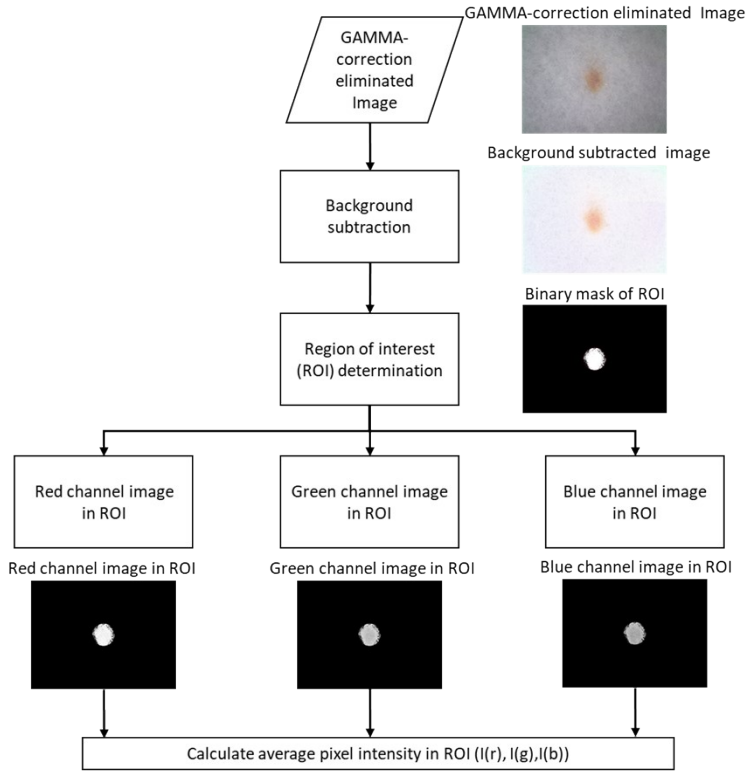 GAMMA-correction eliminated  Image
GAMMA-
correction
eliminated
Image
Background subtracted  image
Background
subtraction
Binary mask of ROI
Region of interest
(ROI) determination
Red channel image
in ROI
Green channel image
in ROI
Blue channel image
in ROI
Red channel image in ROI
Green channel image in ROI
Blue channel image in ROI
Calculate average pixel intensity in ROI (I(r), I(g),I(b))